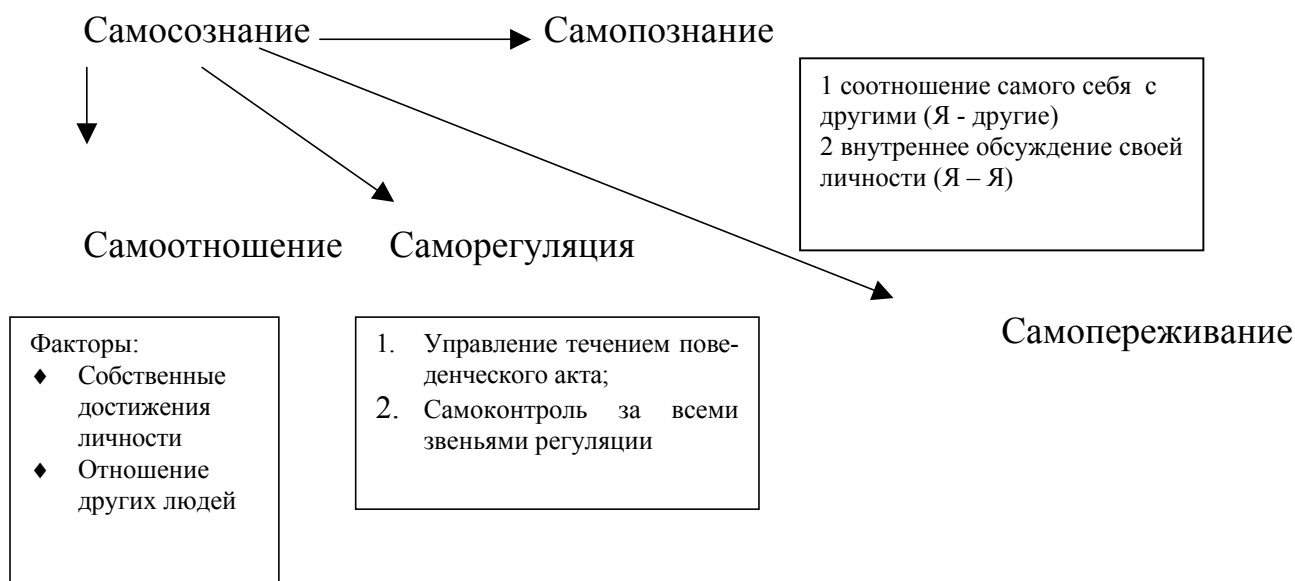 Самосознание
Самопознание
1 соотношение самого себя с
другими (Я - другие)
2 внутреннее обсуждение своей
личности (Я – Я)
Самоотношение
Саморегуляция
Самопереживание
Факторы:
♦ Собственные
достижения
личности
♦ Отношение
других людей
1. Управление течением пове-
денческого акта;
2. Самоконтроль за всеми
звеньями регуляции